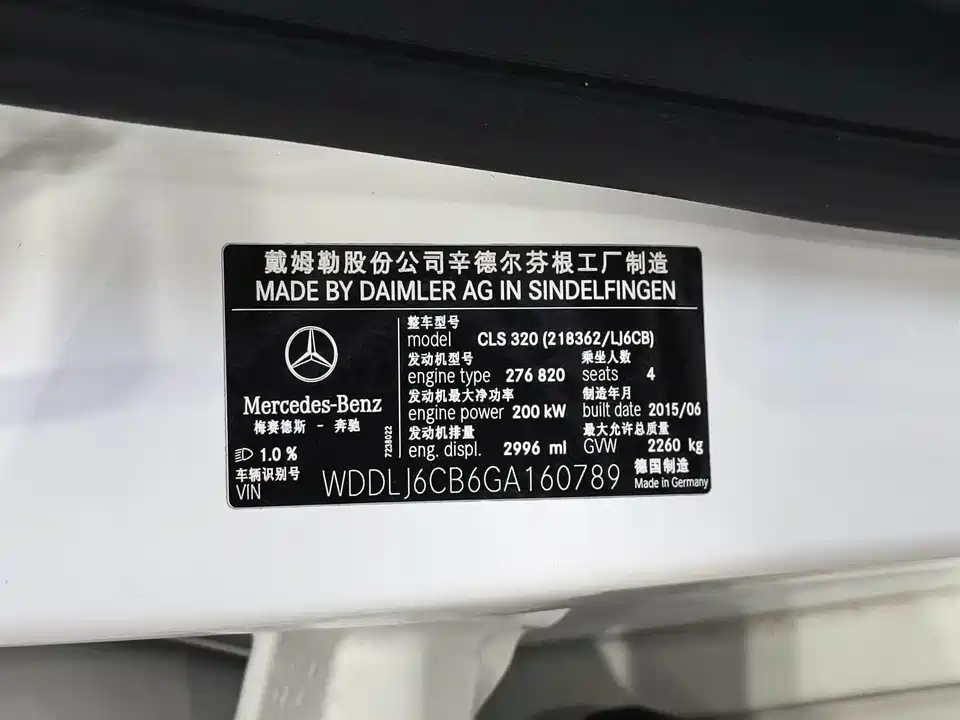 戴姆勒股份公司辛德尔芬根工厂制造
MADE BY DAIMLER AG IN SINDELFINGEN
整车型号
model CLS 320 (218362/LJ6CB)
发动机型号 乘坐人数
engine type 276 820 seats 4
发动机最大净功率 制造年月
engine power 200 kW built date 2015/06
发动机排量 最大允许总质量
eng. displ. 2996 ml GVW 2260 kg
Mercedes-Benz
梅赛德斯 - 奔驰
1.0 %
7238022
车辆识别号 德国制造
VIN WDDLJ6CB6GA160789 Made in Germany